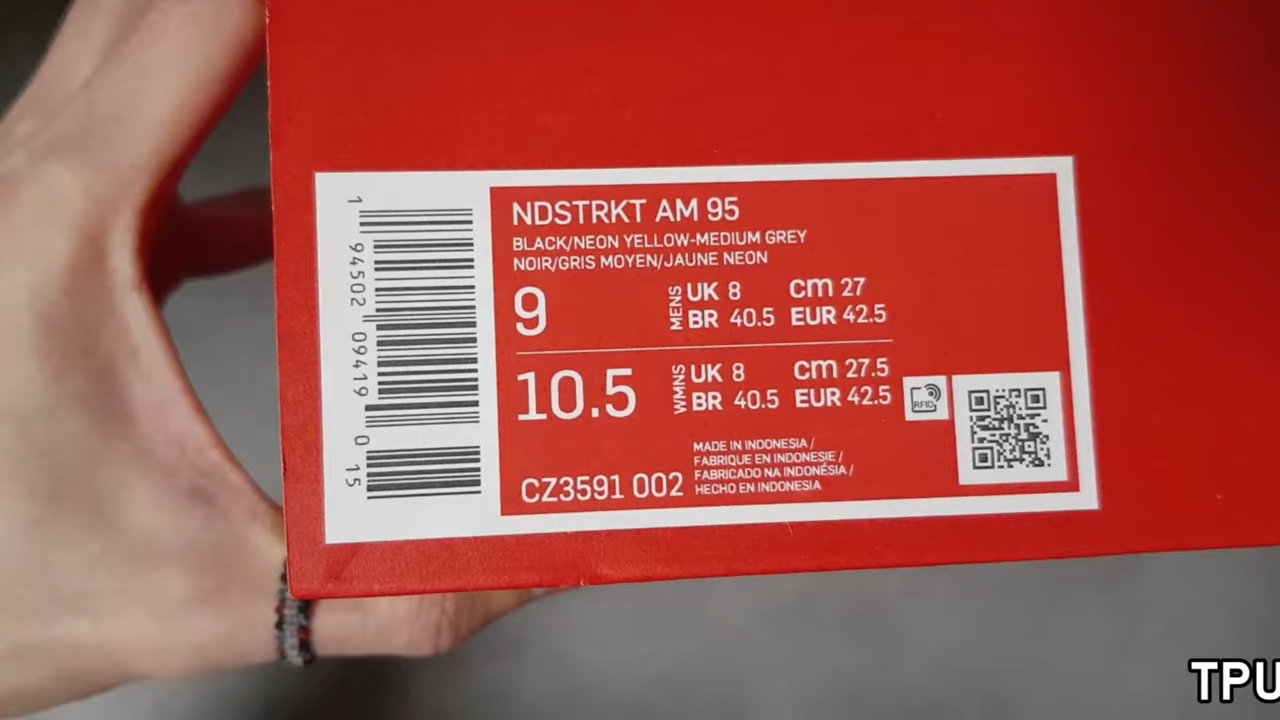 NDSTRKT AM 95
BLACK/NEON YELLOW-MEDIUM GREY
NOIR/GRIS MOYEN/JAUNE NEON
9 MENS UK 8 cm 27
BR 40.5 EUR 42.5
10.5 WMNS UK 8 cm 27.5
BR 40.5 EUR 42.5
RFID
CZ3591 002
MADE IN INDONESIA /
FABRIQUE EN INDONESIE /
FABRICADO NA INDONÉSIA /
HECHO EN INDONESIA
1 94502 09419 0 15
TPU